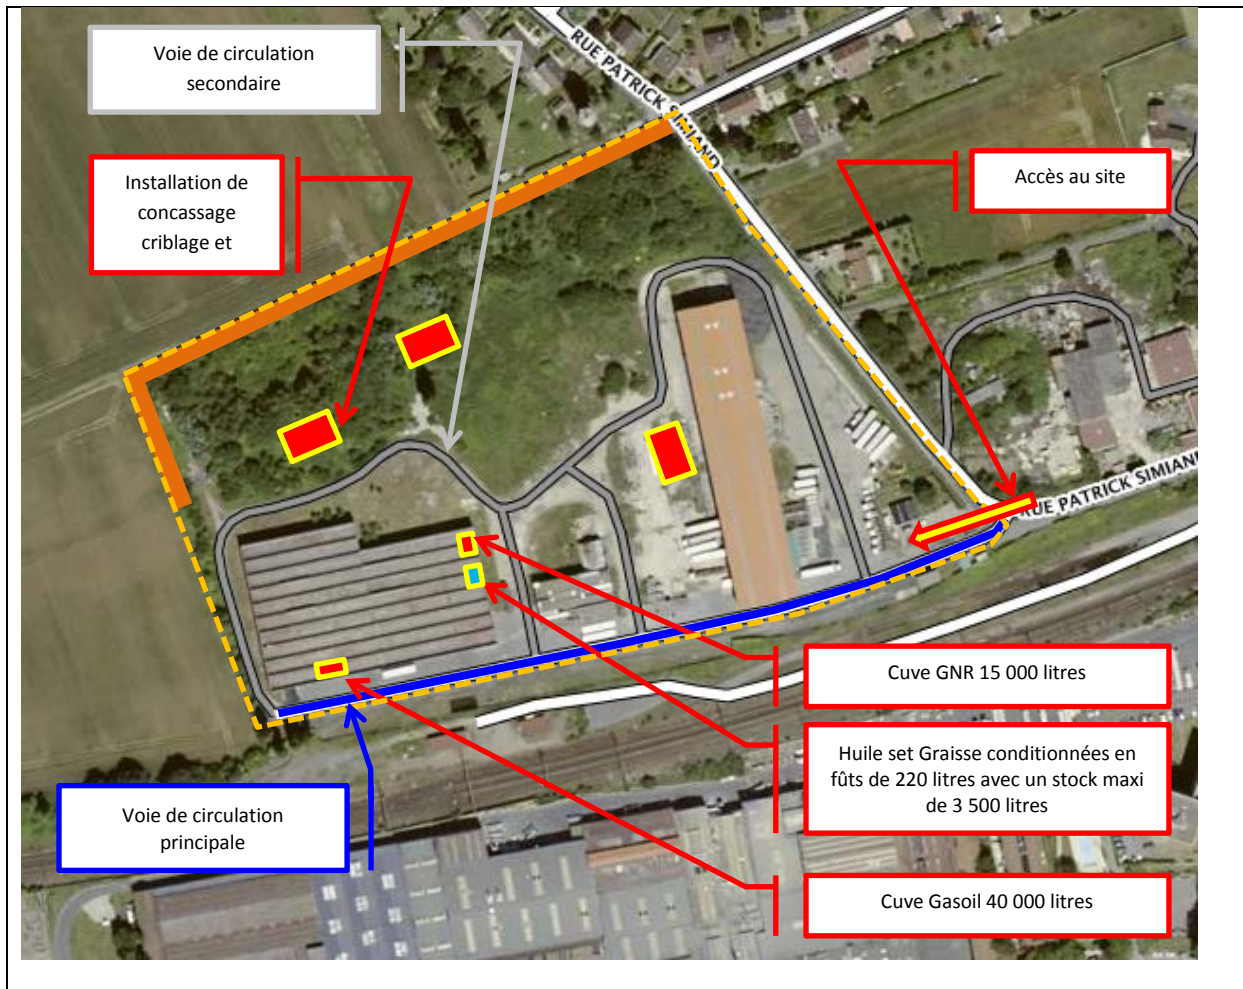 Voie de circulation
secondaire
RUE PATRICK SIMIAND
Installation de
concassage
criblage et
Accès au site
RUE PATRICK SIMIAND
Cuve GNR 15 000 litres
Huile set Graisse conditionnées en
fûts de 220 litres avec un stock maxi
de 3 500 litres
Voie de circulation
principale
Cuve Gasoil 40 000 litres